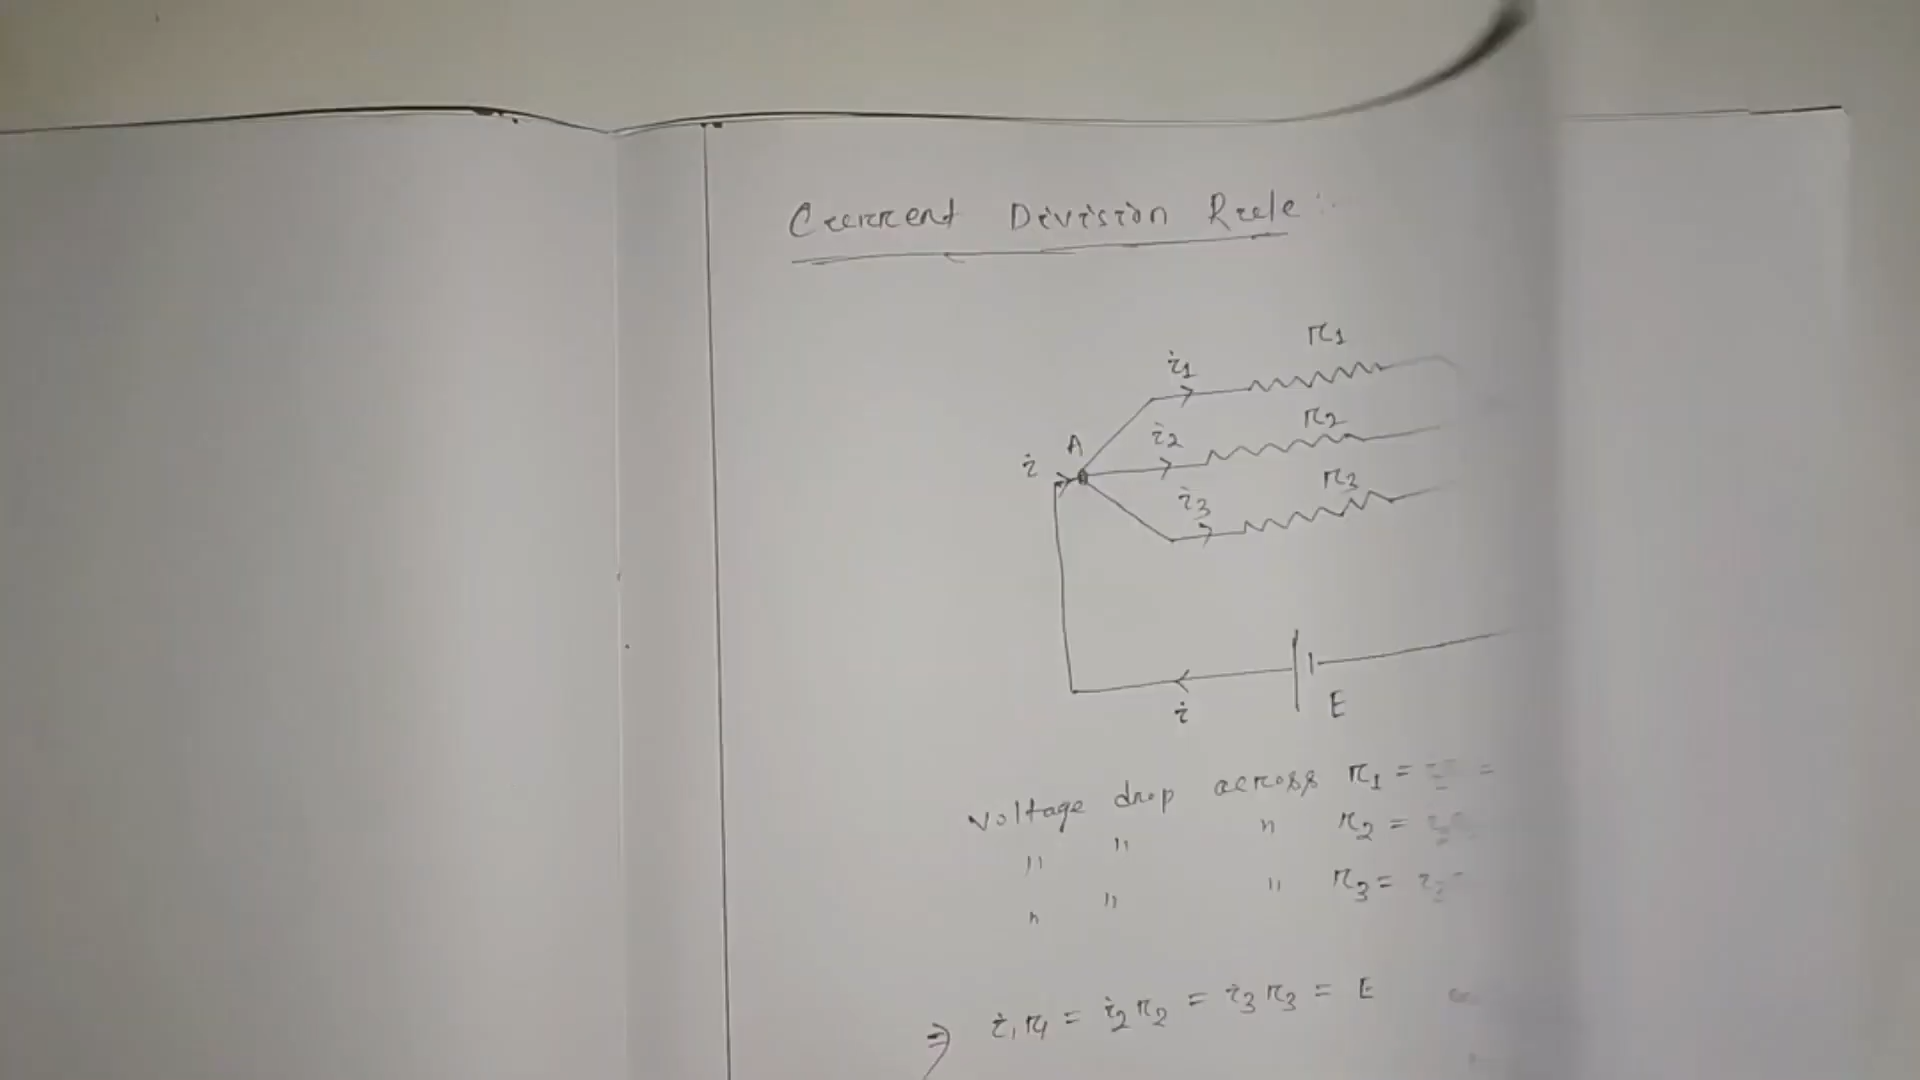 Current Division Rule :-
r1
i1
r2
i2
A
i
r3
i3
i
E
Voltage drop across r1 = =
" " " r2 =
" " " r3 =
⇒ i1r1 = i2r2 = i3r3 = E